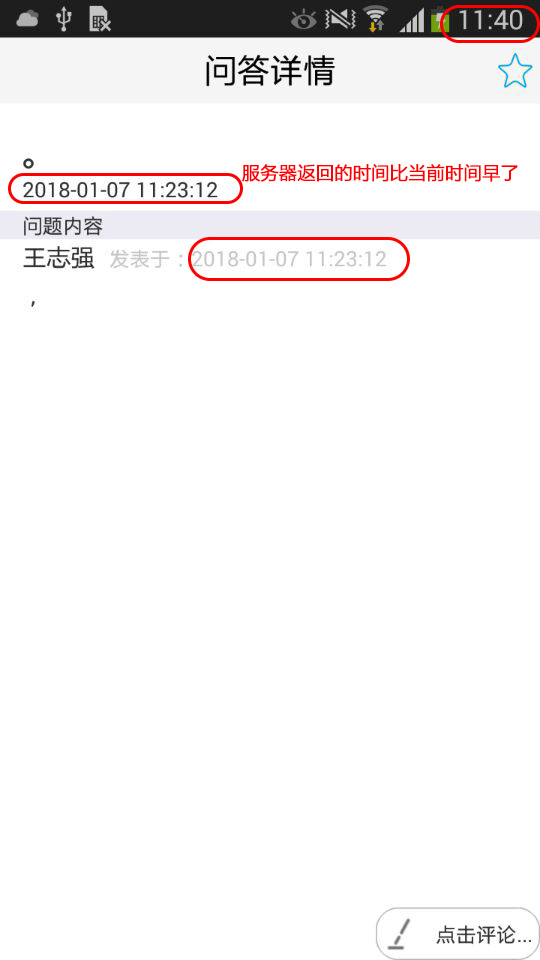 11:40
问答详情
。
2018-01-07 11:23:12
服务器返回的时间比当前时间早了
问题内容
王志强 发表于：2018-01-07 11:23:12
，
点击评论...